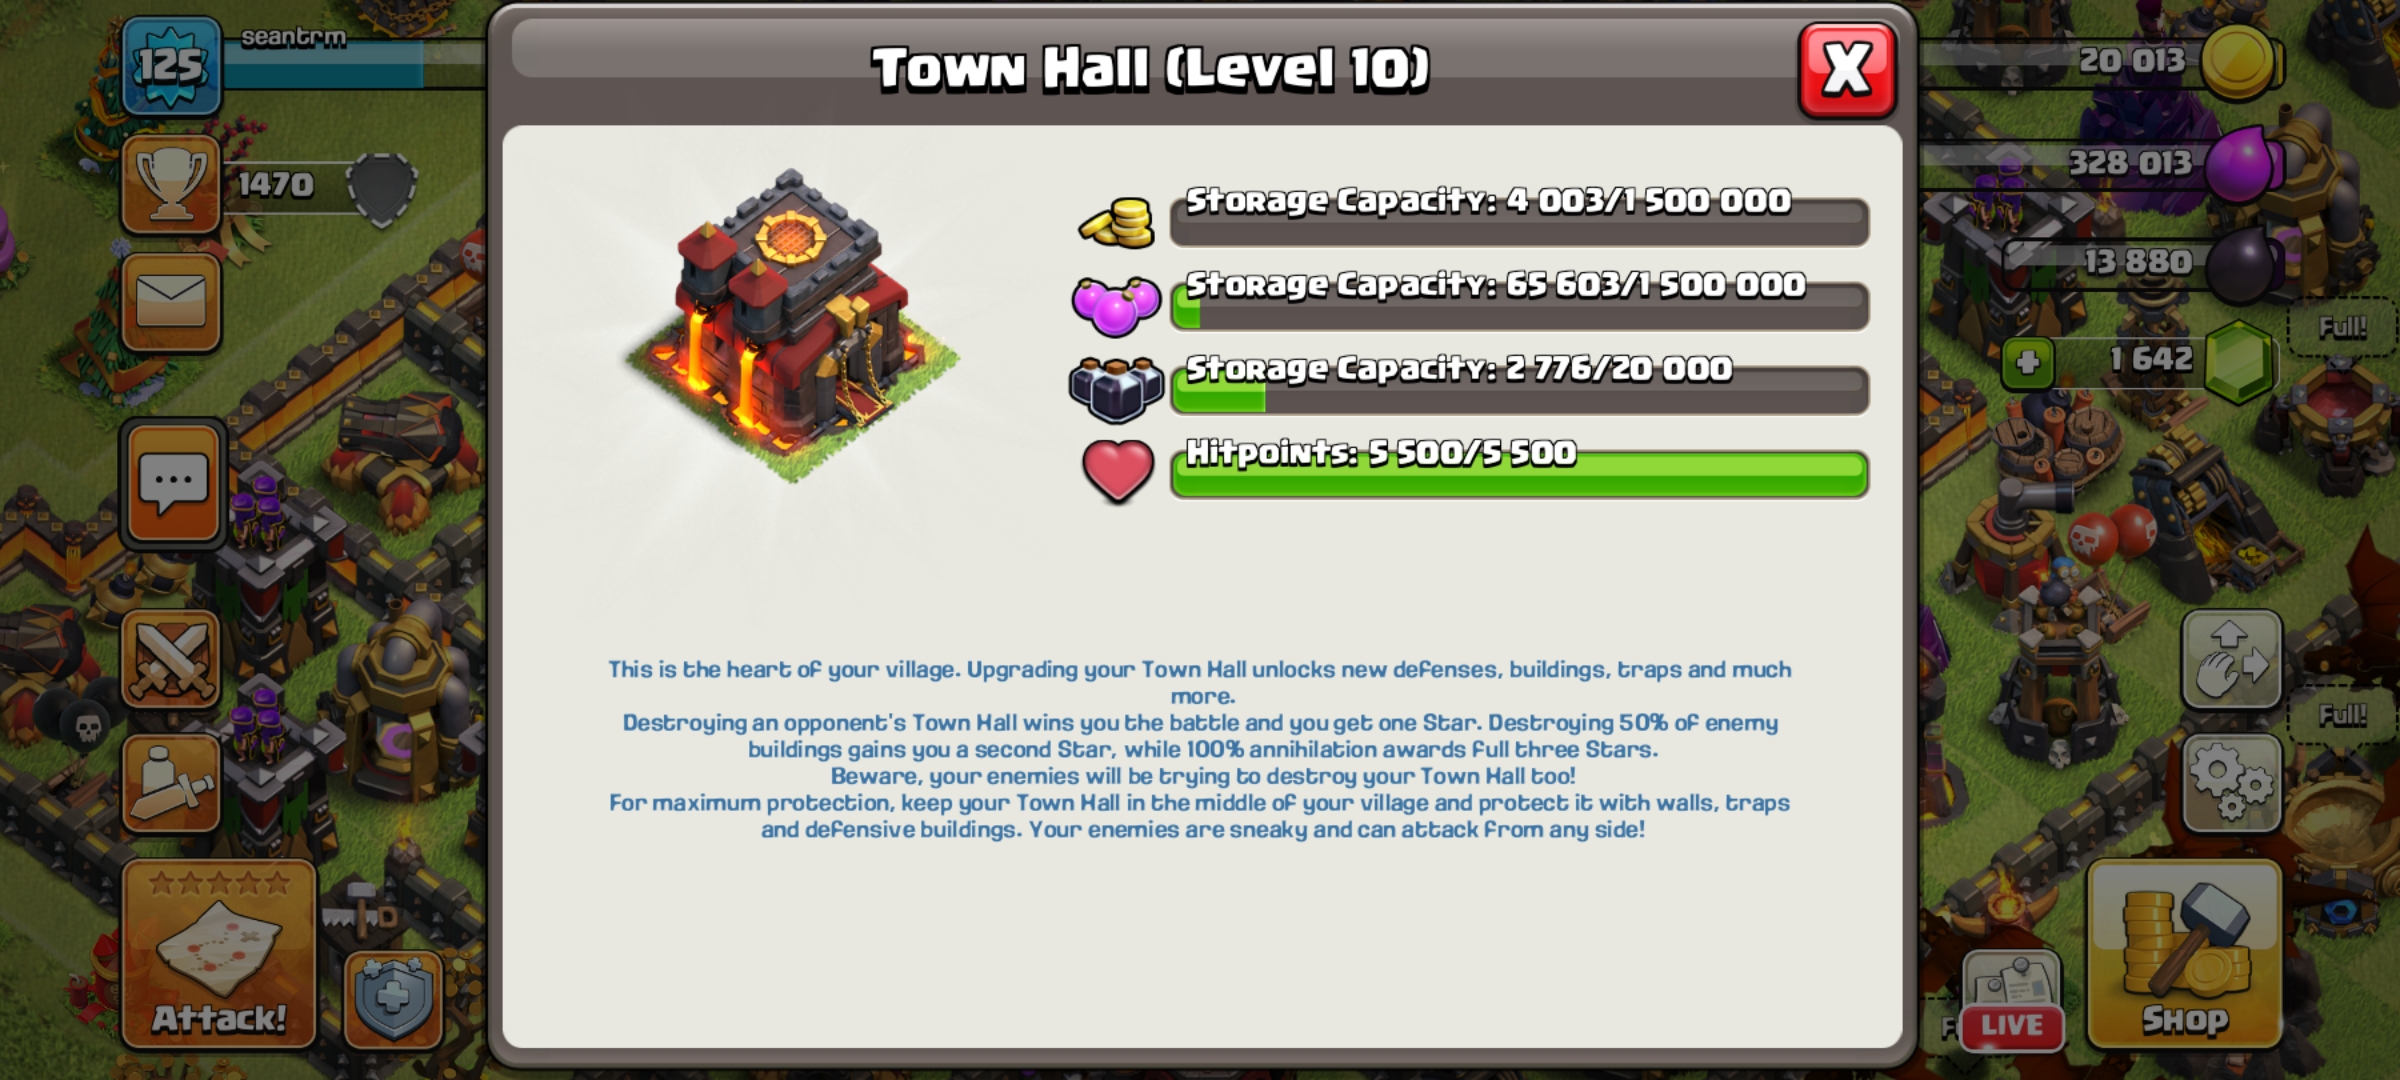 125
seantrm
Town Hall (Level 10)
X
20 013
1470
328 013
13 880
Full!
1 642
Storage Capacity: 4 003/1 500 000
Storage Capacity: 65 603/1 500 000
Storage Capacity: 2 776/20 000
Hitpoints: 5 500/5 500
This is the heart of your village. Upgrading your Town Hall unlocks new defenses, buildings, traps and much
more.
Destroying an opponent's Town Hall wins you the battle and you get one Star. Destroying 50% of enemy
buildings gains you a second Star, while 100% annihilation awards full three Stars.
Beware, your enemies will be trying to destroy your Town Hall too!
For maximum protection, keep your Town Hall in the middle of your village and protect it with walls, traps
and defensive buildings. Your enemies are sneaky and can attack from any side!
Full!
Attack!
LIVE
Shop